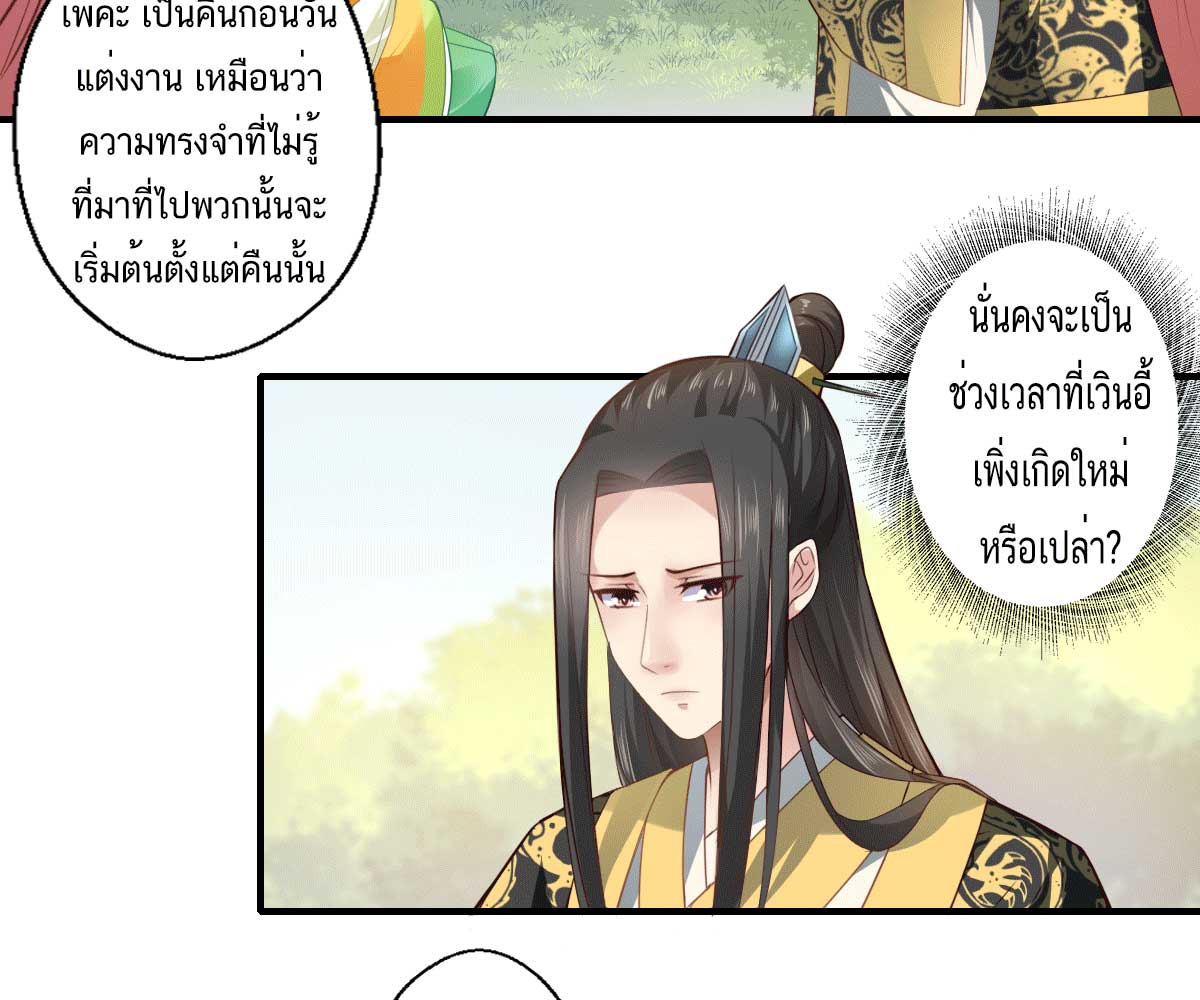 เพคะ เป็นคืนก่อนวัน
แต่งงาน เหมือนว่า
ความทรงจำที่ไม่รู้
ที่มาที่ไปพวกนั้นจะ
เริ่มต้นตั้งแต่คืนนั้น
นั่นคงจะเป็น
ช่วงเวลาที่เวินอี้
เพิ่งเกิดใหม่
หรือเปล่า?